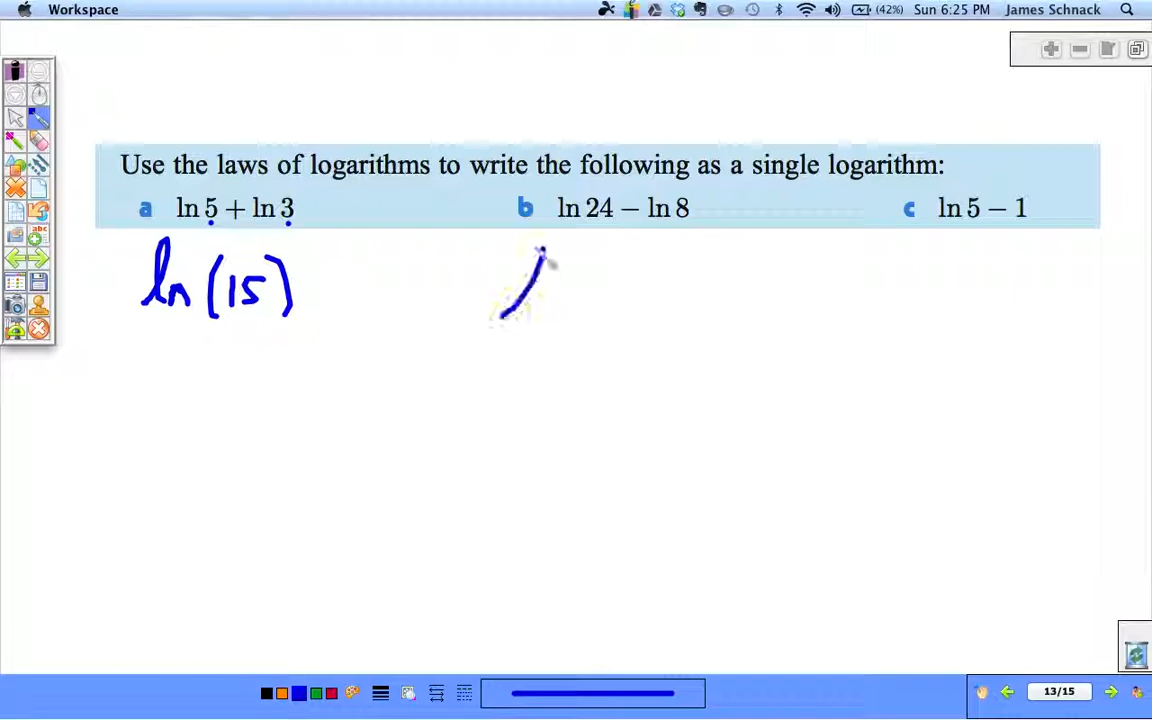 Workspace
(42%) Sun 6:25 PM James Schnack
Use the laws of logarithms to write the following as a single logarithm:
a ln 5 + ln 3 b ln 24 − ln 8 c ln 5 − 1
ln (15)
abc
13/15